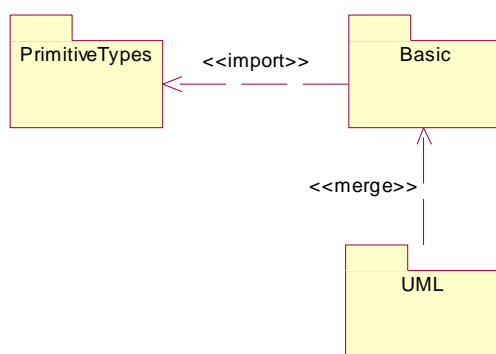 PrimitiveTypes
<<import>>
Basic
<<merge>>
UML